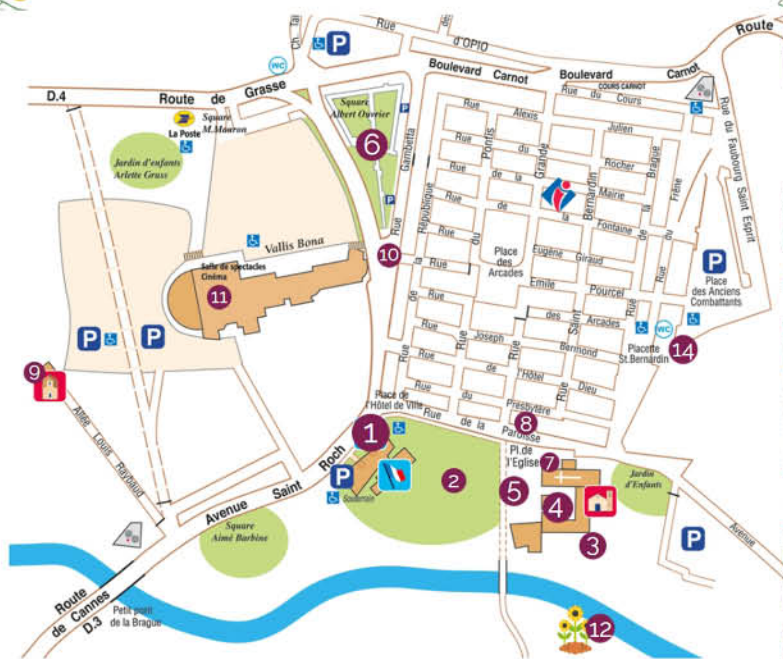 Ch. Tal
Rue
d'OPIO
de
Route
P
WC
D.4
Route de Grasse
Boulevard Carnot
Boulevard Carnot
COURS CARNOT
Rue du Cours
Square
Albert Ouvrier
P
Rue Alexis Julien
La Poste
Square
M.Mauron
6
Rue Gambetta
Rue du Rocher
Jardin d'enfants
Arlette Grass
Rue de la Mairie
P
Rue de la Fontaine
Rue du Faubourg Saint Esprit
Rue de la République
Rue du Pontis
Grande Rue
Rue Saint Bernardin
Rue de la Brague
Rue du Frêne
Vallis Bona
10
Place
des
Arcades
Rue Eugène Giraud
P
Place
des Anciens
Combattants
Salle de spectacles
Cinéma
11
Rue Emile Pourcel
Rue des Arcades
P
P
WC
Placette
St.Bernardin
14
Rue Joseph Bermond
9
Rue de l'Hôtel Dieu
Allée Louis Raybaud
Place de
l'Hôtel de Ville
Rue du Presbytère
8
Rue de la Paroisse
1
Pl.de
l'Eglise
7
P
Souterrain
2
5
4
Jardin
d'Enfants
Avenue Saint Roch
Square
Aimé Barbine
3
P
Avenue
Route
de Cannes
D.3
Petit pont
de la Brague
12